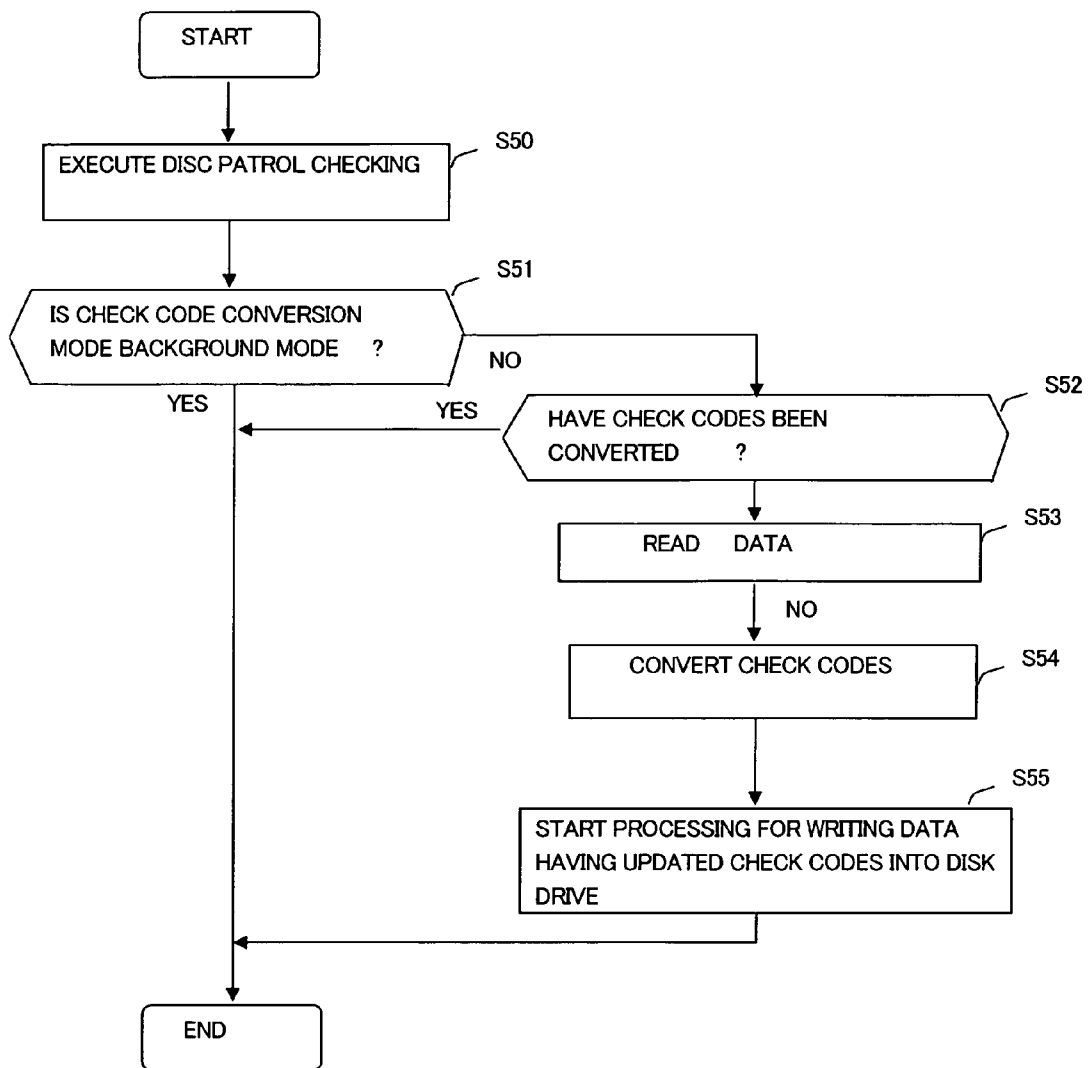 START
S50
EXECUTE DISC PATROL CHECKING
S51
IS CHECK CODE CONVERSION
MODE BACKGROUND MODE ?
NO
YES
YES
S52
HAVE CHECK CODES BEEN
CONVERTED ?
S53
READ DATA
NO
CONVERT CHECK CODES
S54
S55
START PROCESSING FOR WRITING DATA
HAVING UPDATED CHECK CODES INTO DISK
DRIVE
END